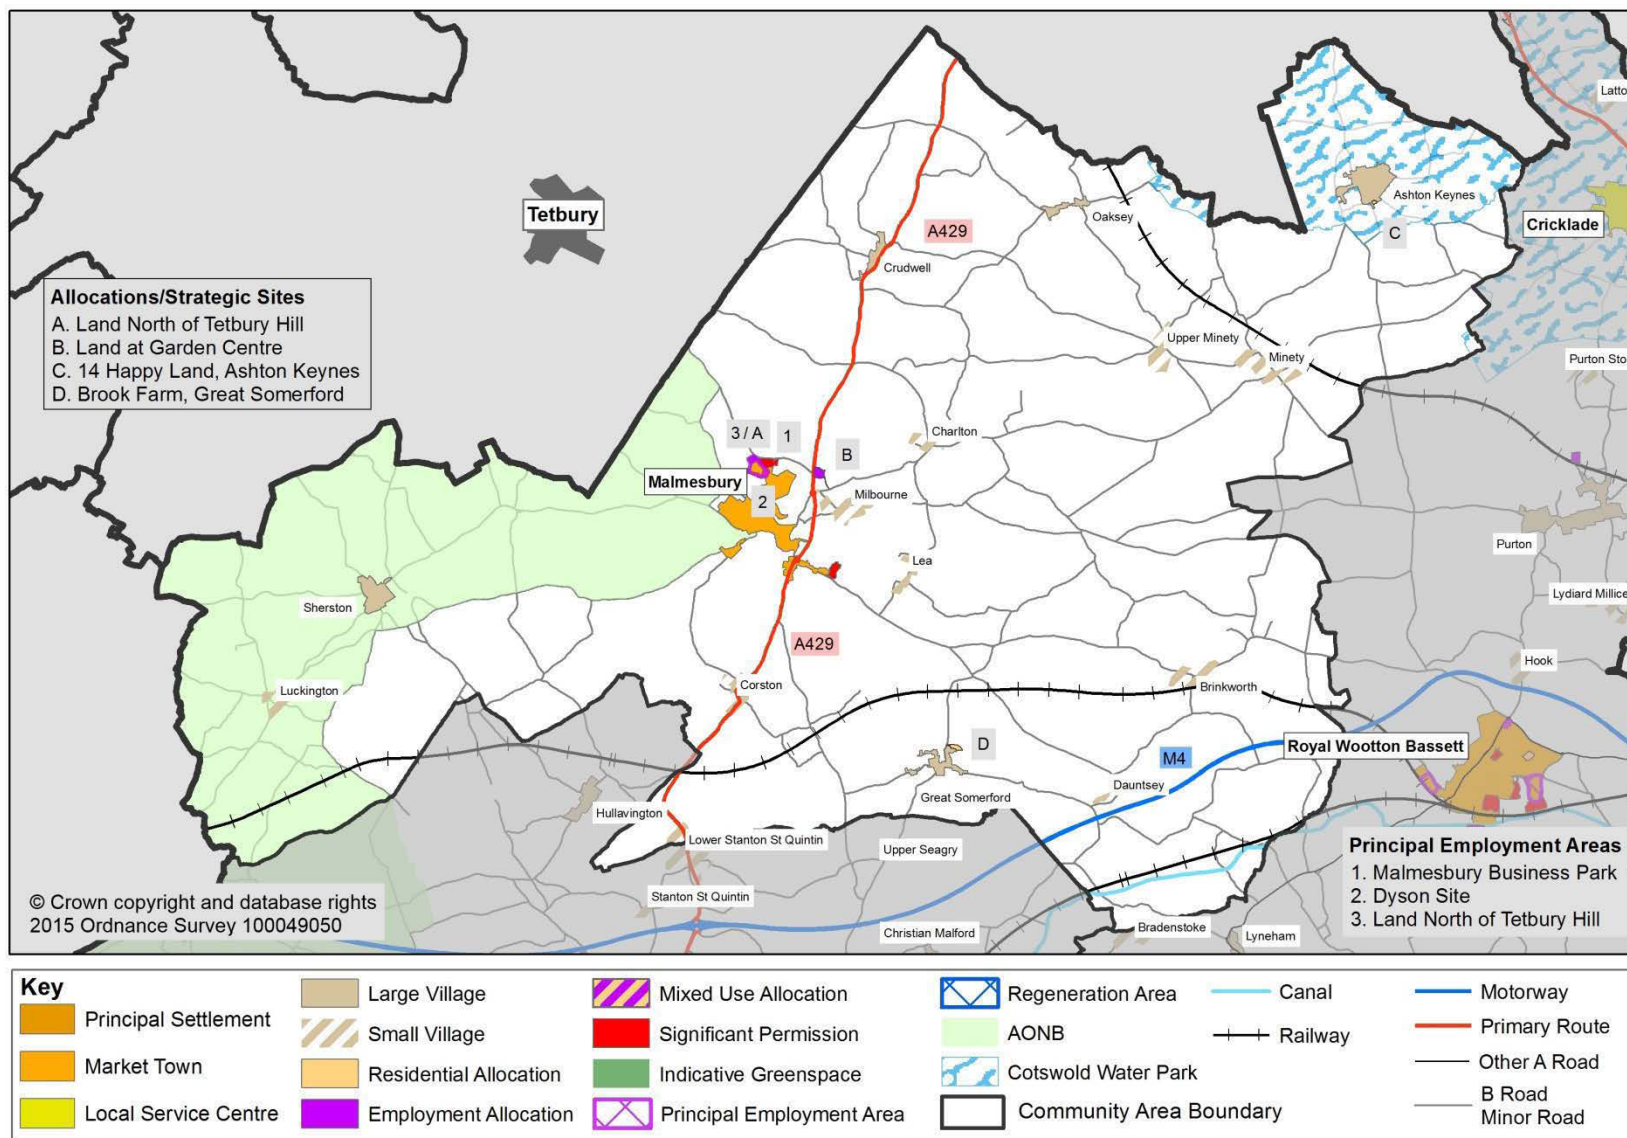 Latto
Ashton Keynes
Tetbury
Oaksey
Cricklade
A429
C
Crudwell
Allocations/Strategic Sites
A. Land North of Tetbury Hill
B. Land at Garden Centre
C. 14 Happy Land, Ashton Keynes
D. Brook Farm, Great Somerford
Upper Minety
Minety
Purton Sto
3 / A
1
Charlton
B
Malmesbury
2
Milbourne
Purton
Lea
Lydiard Millice
Sherston
A429
Hook
Luckington
Corston
Brinkworth
D
Royal Wootton Bassett
M4
Dauntsey
Great Somerford
Hullavington
Lower Stanton St Quintin
Upper Seagry
Principal Employment Areas
1. Malmesbury Business Park
2. Dyson Site
3. Land North of Tetbury Hill
© Crown copyright and database rights
2015 Ordnance Survey 100049050
Stanton St Quintin
Christian Malford
Bradenstoke
Lyneham
Key
Principal Settlement
Market Town
Local Service Centre
Large Village
Small Village
Residential Allocation
Employment Allocation
Mixed Use Allocation
Significant Permission
Indicative Greenspace
Principal Employment Area
Regeneration Area
AONB
Cotswold Water Park
Community Area Boundary
Canal
Railway
Motorway
Primary Route
Other A Road
B Road
Minor Road